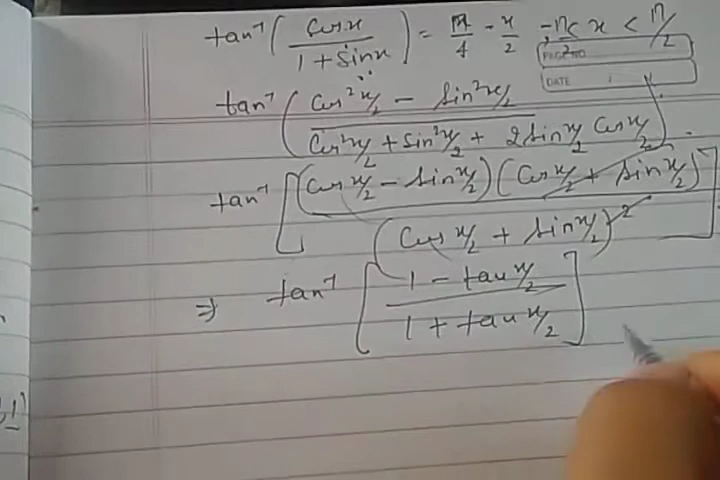 tan⁻¹ ( cos x / 1 + sin x ) = π/4 - x/2 -π/2 < x < π/2
PAGE NO
DATE
tan⁻¹ ( cos² x/2 - sin² x/2 / cos² x/2 + sin² x/2 + 2 sin x/2 cos x/2 )
tan⁻¹ [ (cos x/2 - sin x/2) (cos x/2 + sin x/2) / (cos x/2 + sin x/2)² ]
⇒ tan⁻¹ [ 1 - tan x/2 / 1 + tan x/2 ]